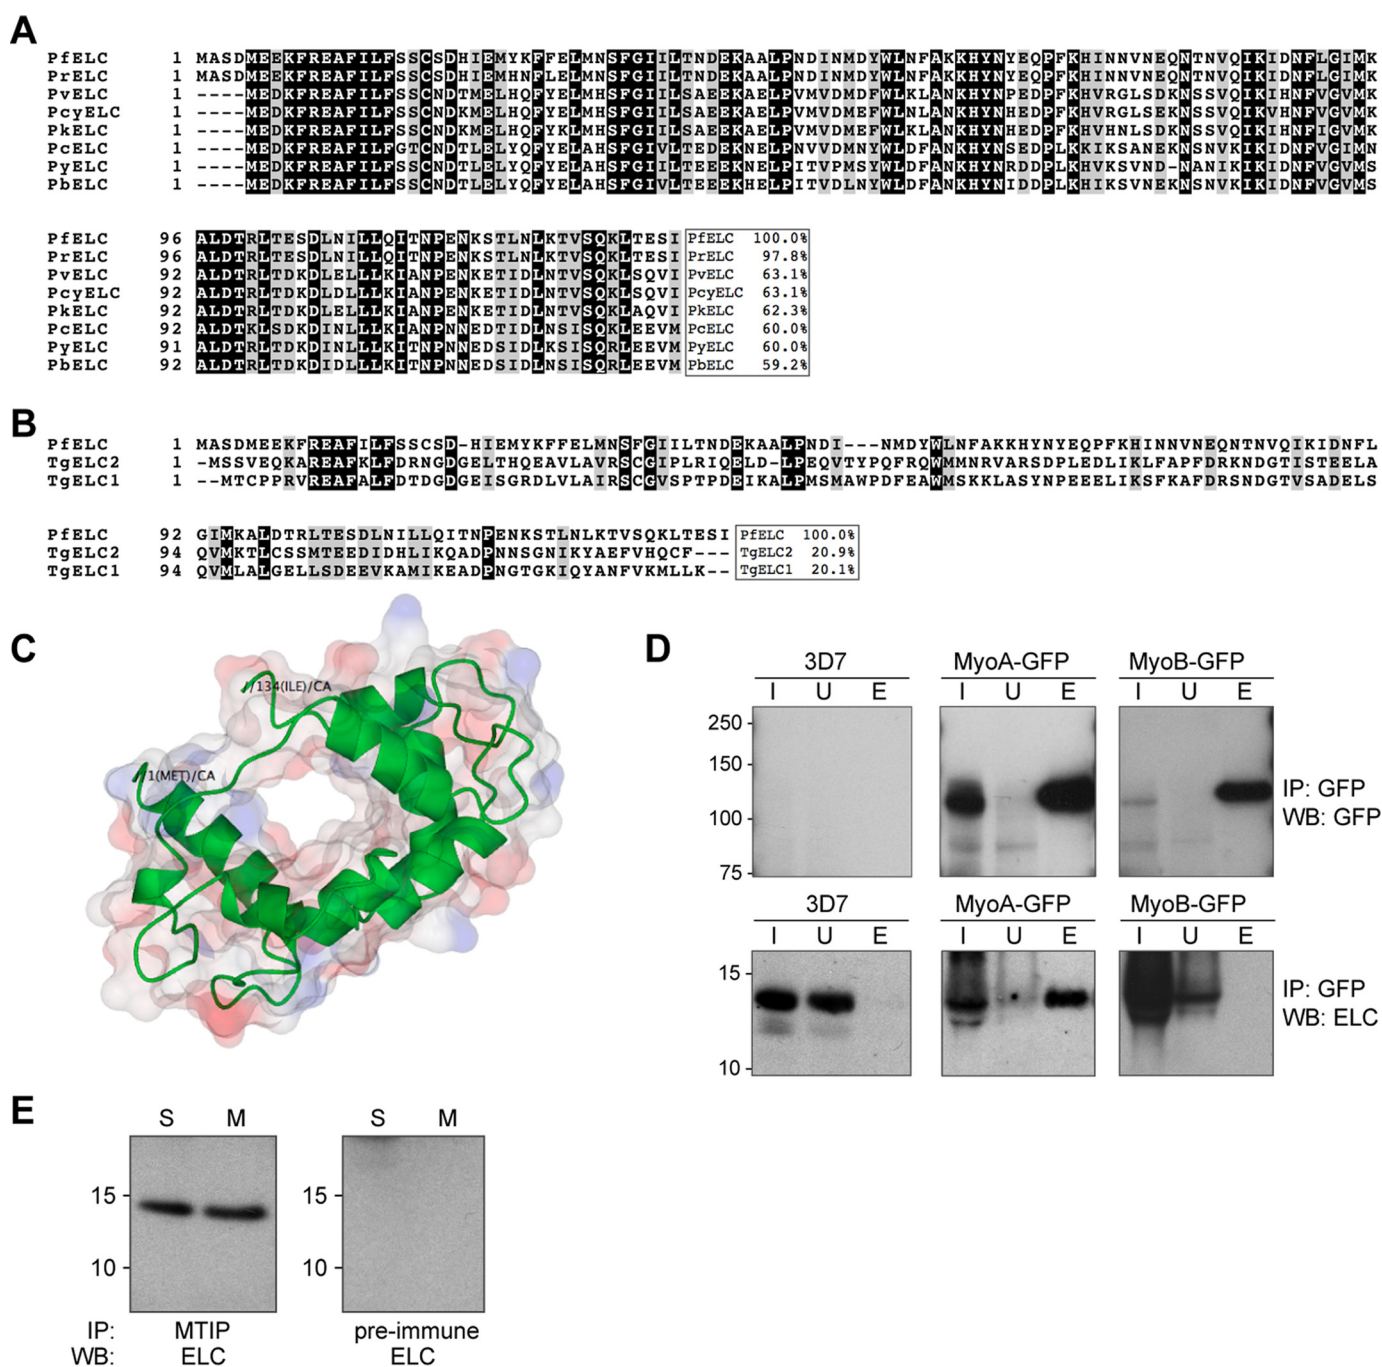 A
PfELC 1 MASDMEEKFREAFILFSSCSDHIEMYKFFELMNSFGIILTNDEKAALPNDINMDYWLNFAKKHYNYEQPFKHINNVNEQNTNVQIKIDNFLGIMK
PrELC 1 MASDMEEKFREAFILFSSCSDHIEMYHNFLELMNSFGIILTNDEKAALPNDINMDYWLNFAKKHYNYEQPFKHINNVNEQNTNVQIKIDNFLGIMK
PvELC 1 ----MEDKFREAFILFSSCNDTMELHQFYELMHSFGIILSAEEKAELPVMVDMDFWLKLANKHYNQEDPFKHVRGLSDKNSSVQIKIHNFVGVMK
PcyELC 1 ----MEDKFREAFILFSSCNDKMELHQFYELMHSFGIILSAEEKAELPVMVDMEFWLNLANKHYNHEDPFKHVRGLSEKNSSVQIKVHNFVGVMK
PkELC 1 ----MEDKFREAFILFSSCNDKMELHQFYKLMHSFGIILSAEEKAELPVMVDMEFWLKLANKHYNHEDPFKHVHNLSDKNSSVQIKIHNFIGVMK
PcELC 1 ----MEDKFREAFILFGTCNDTLELYQFYELAHSFGIVLTEDEKNELPNVVDMDYWLNFANKHYNSEDPLKKIKSANEKNSNVKIKINNFVGIMN
PyELC 1 ----MEDKFREAFILFSSCNDTLELYQFYELAHSFGILLTEEEKNELPITVPMSYWLDFANKHYNRDDPLKHVKSVND-NANIKIKIDNFVGVMS
PbELC 1 ----MEDKFREAFILFSSCNDTLELYQFYELAHSFGIVLTEEEKHELPITVDLNYWLDFANKHYNIDDPLKHIKSVNEKNSNVKIKIDNFVGVMS
PfELC 96 ALDTRLTESDLNILLQITNPENKSTLNLKTVSQKLTESI PfELC 100.0%
PrELC 96 ALDTRLTESDLNILLQITNPENKSTLNLKTVSQKLTESI PrELC 97.8%
PvELC 92 ALDTRLTDKDLELLLKIANPENKETIDLNTVSQKLSQVI PvELC 63.1%
PcyELC 92 ALDTRLTDKDLDLLLKIANPENKETIDLNTVSQKLSQVI PcyELC 63.1%
PkELC 92 ALDTRLTDKDLELLLKIANPENKETIDLNTVSQKLAQVI PkELC 62.3%
PcELC 92 ALDTKLSDKDINLLLKIANPNNEDTIDLNSISQKLEEVM PcELC 60.0%
PyELC 91 ALDTRLTDKDINLLLKITNPNNEDSIDLNSISQRLEEVM PyELC 60.0%
PbELC 92 ALDTRLTDKDIDLLLKITNPNNEDSIDLNSISQRLEEVM PbELC 59.2%
B
PfELC 1 MASDMEEKFREAFILFSSCSD-HIEMYKFFELMNSFGIILTNDEKAALPNDI---NMDYWLNFAKKHYNYEQPFKHINNVNEQNTNVQIKIDNFL
TgELC2 1 -MSSVEQKAREAFKLFDRNGDGELTHQEAVLAVRSCGIPLRIQELD-LPEQVTYPQFRQWMMNRVARSDPLEDLIKLFAPFDRKNDGTISTEELA
TgELC1 1 --MTCPPRVREAFALFDTDGDGEISGRDLVLAIRSCGVSPTPDEIKALPMSMAWPDFEAWMSKKLASYNPEEELIKSFKAFDRSNDGTVSADELS
PfELC 92 GIMKALDTRLTESDLNILLQITNPENKSTLNLKTVSQKLTESI PfELC 100.0%
TgELC2 94 QVMKTLCSSMTEEDIDHLIKQADPNNSGNIKYAEFVHQCF--- TgELC2 20.9%
TgELC1 94 QVMLALGELLSDEEVKAMIKEADPNGTGKIQYANFVKMLLK-- TgELC1 20.1%
C
//134(ILE)/CA
//1(MET)/CA
D
3D7 MyoA-GFP MyoB-GFP
I U E I U E I U E
250
150
100
75
IP: GFP
WB: GFP
3D7 MyoA-GFP MyoB-GFP
I U E I U E I U E
15
10
IP: GFP
WB: ELC
E
S M S M
15 15
10 10
IP: MTIP pre-immune
WB: ELC ELC